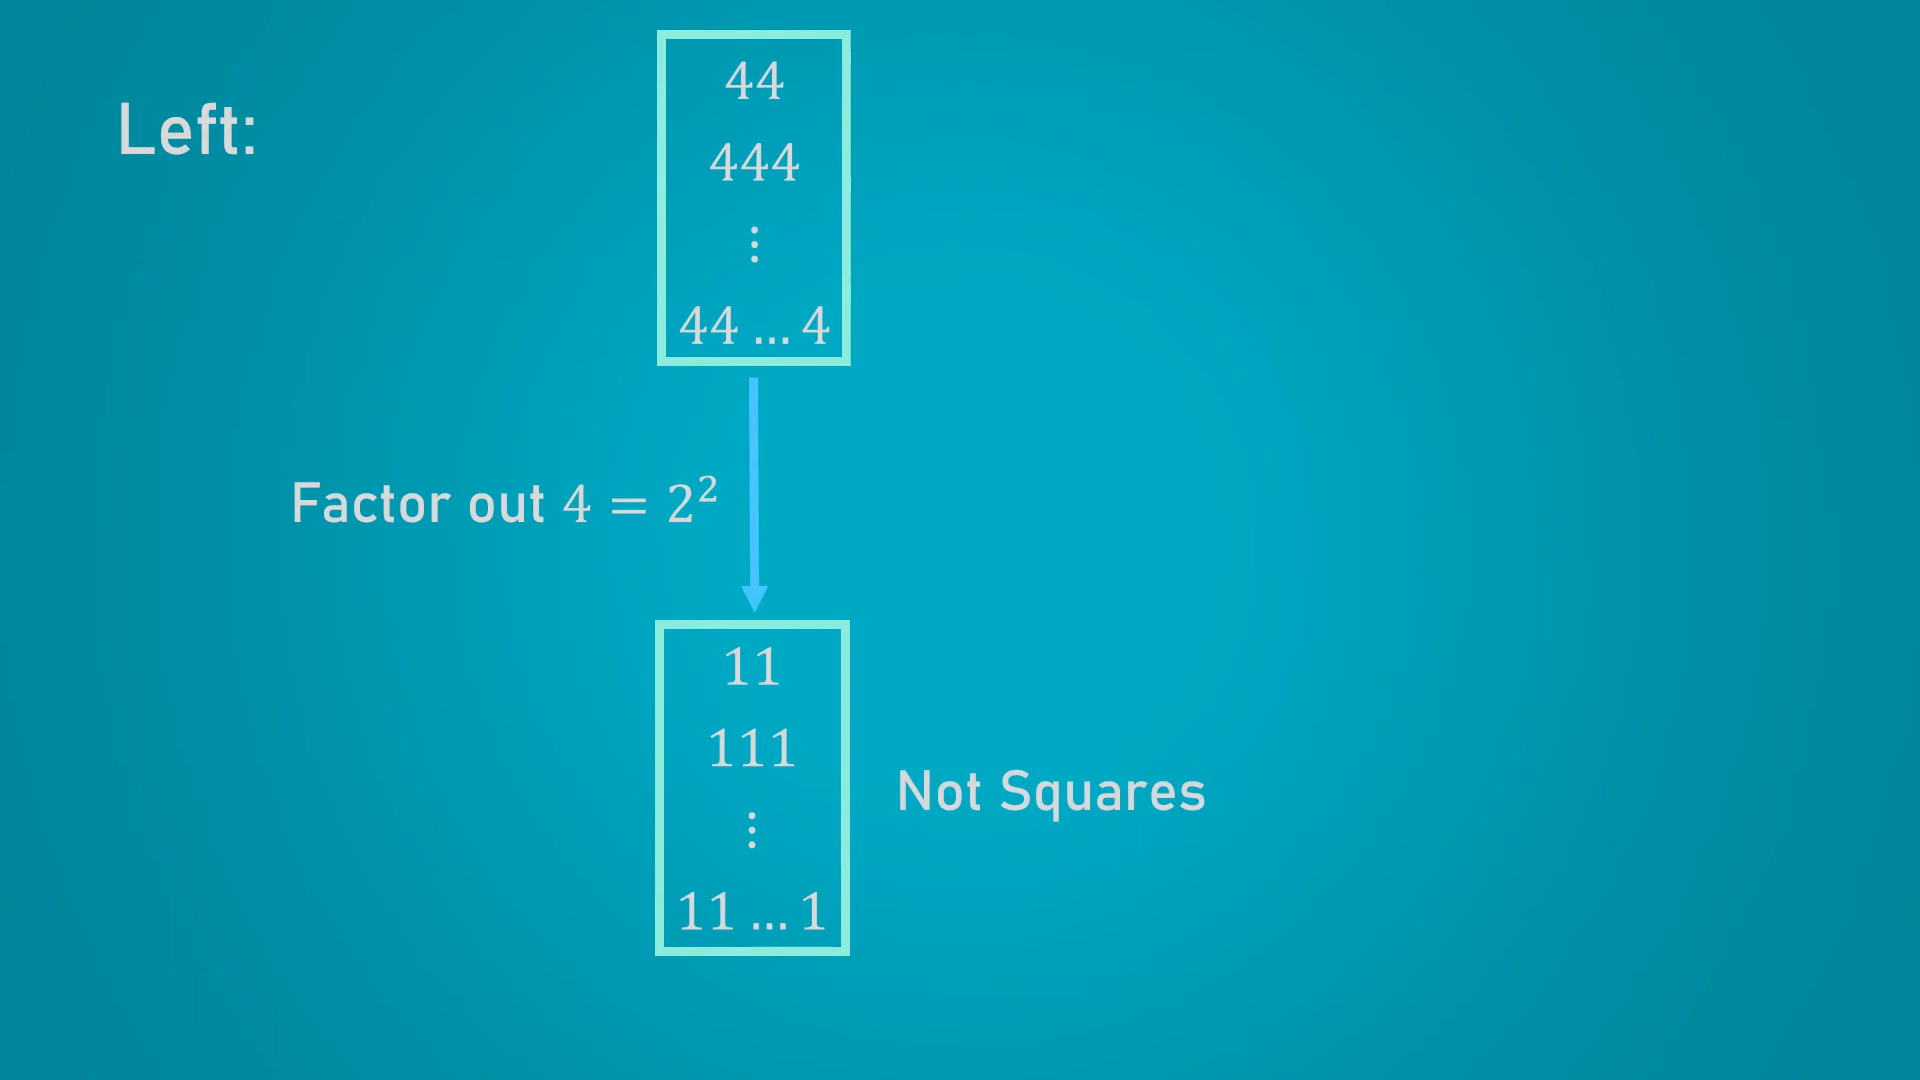 Left:
44
444
⋮
44 … 4
Factor out 4 = 2²
11
111
⋮
11 … 1
Not Squares